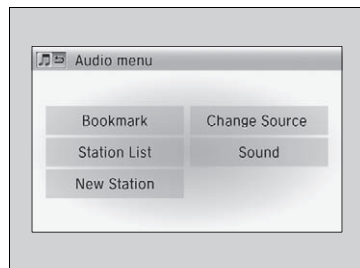 Audio menu
Bookmark Change Source
Station List Sound
New Station